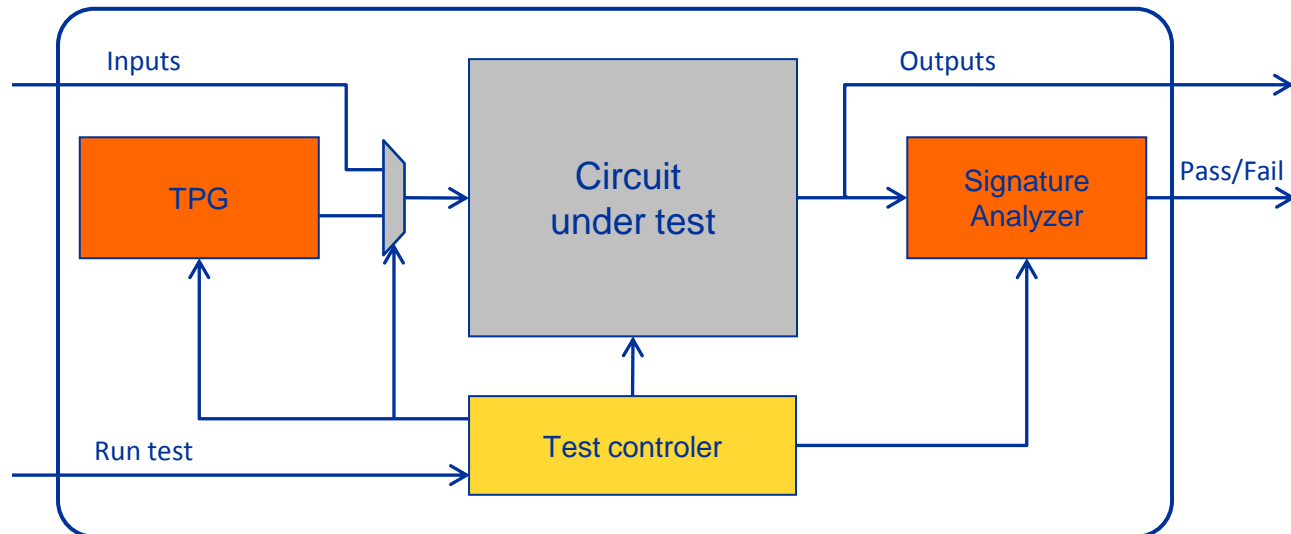 Inputs
Outputs
TPG
Circuit
under test
Signature
Analyzer
Pass/Fail
Run test
Test controler